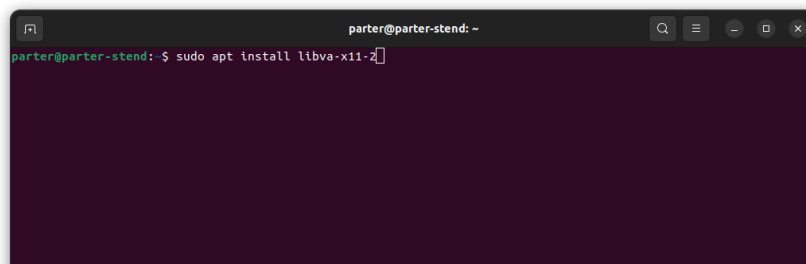 parter@parter-stend: ~
parter@parter-stend:~$ sudo apt install libva-x11-2